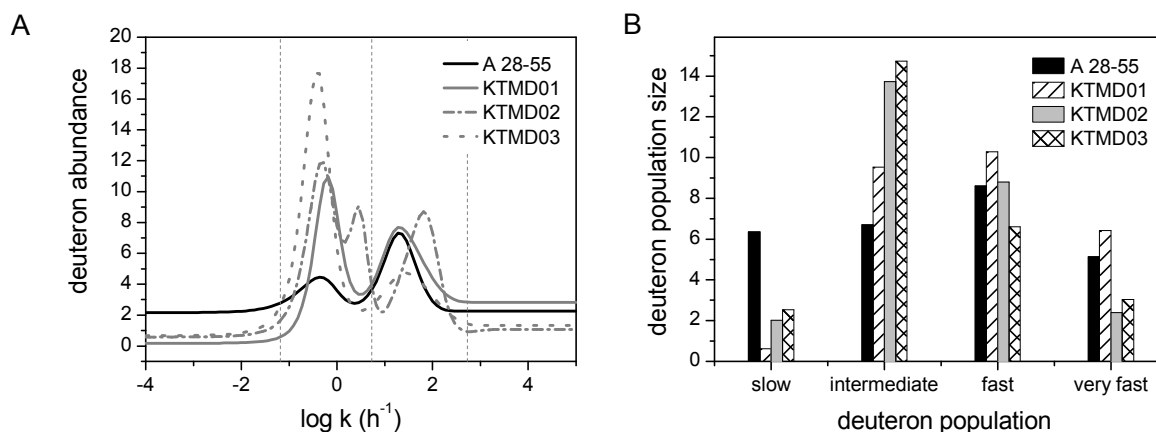 A
20
18
16
14
12
10
8
6
4
2
0
-4
-2
0
2
4
deuteron abundance
log k (h⁻¹)
A 28-55
KTMD01
KTMD02
KTMD03
B
14
12
10
8
6
4
2
0
deuteron population size
A 28-55
KTMD01
KTMD02
KTMD03
slow
intermediate
fast
very fast
deuteron population